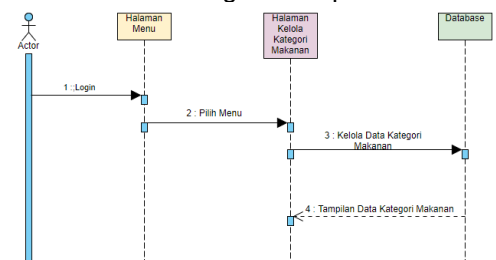 Halaman
Menu
Halaman
Kelola
Kategori
Makanan
Database
Actor
1 :;Login
2 : Pilih Menu
3 : Kelola Data Kategori
Makanan
4 : Tampilan Data Kategori Makanan